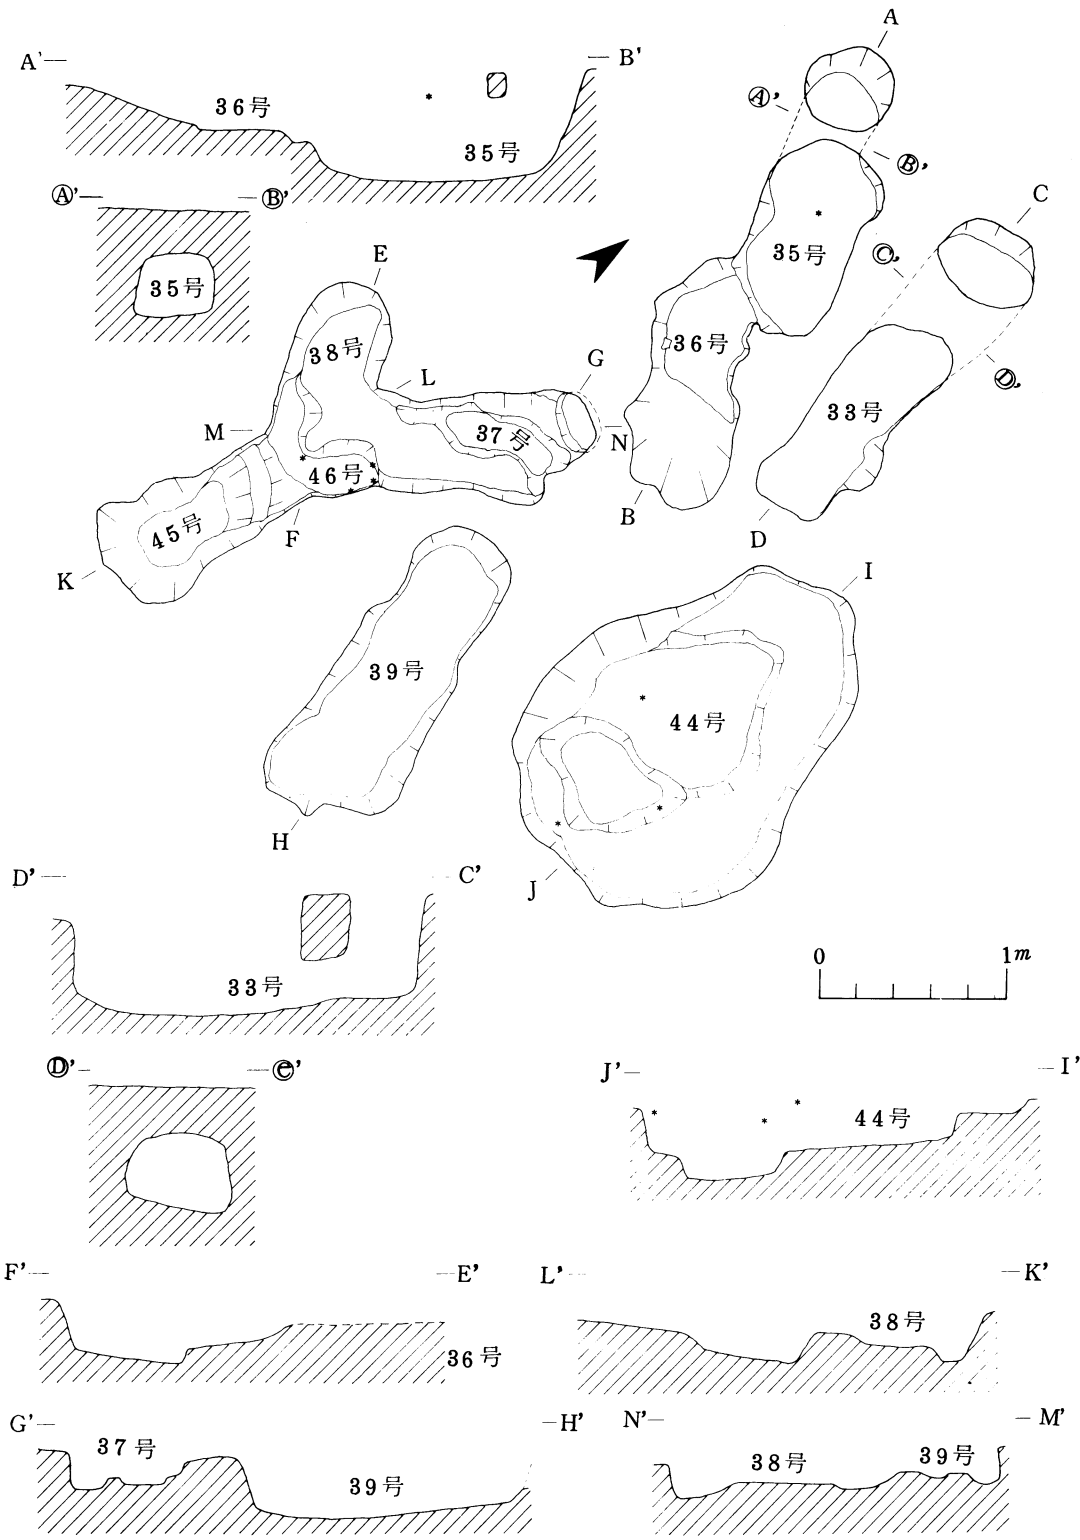 A'
B'
36号
35号
Ⓐ'
Ⓑ'
35号
A
Ⓐ'
Ⓑ'
C
Ⓒ'
35号
36号
33号
Ⓓ'
N
B
D
E
38号
L
G
37号
M
46号
45号
F
K
39号
H
I
44号
J
D'
C'
33号
0 1m
Ⓓ'
Ⓒ'
J'
I'
44号
F'
E'
36号
L'
K'
38号
G'
H'
37号
39号
N'
M'
38号
39号